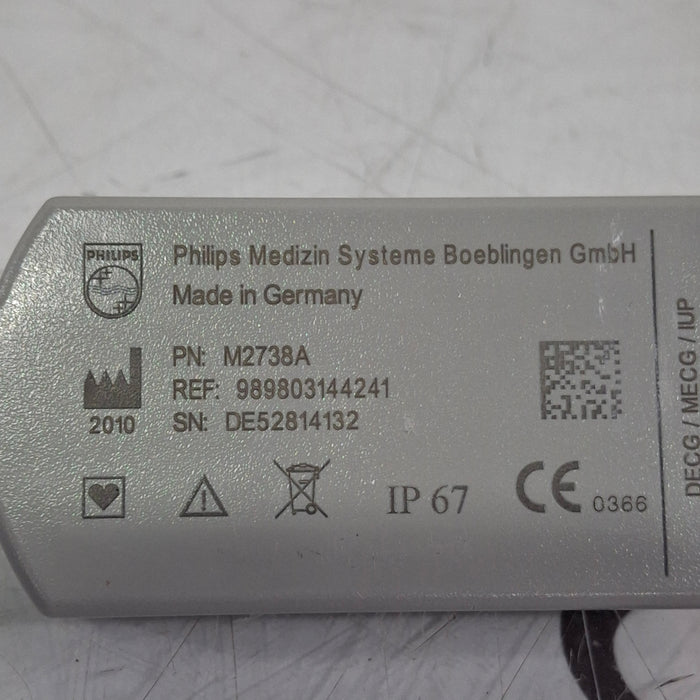 PHILIPS
Philips Medizin Systeme Boeblingen GmbH
Made in Germany
PN: M2738A
REF: 989803144241
SN: DE52814132
2010
IP 67
CE 0366
DECG / MECG / IUP